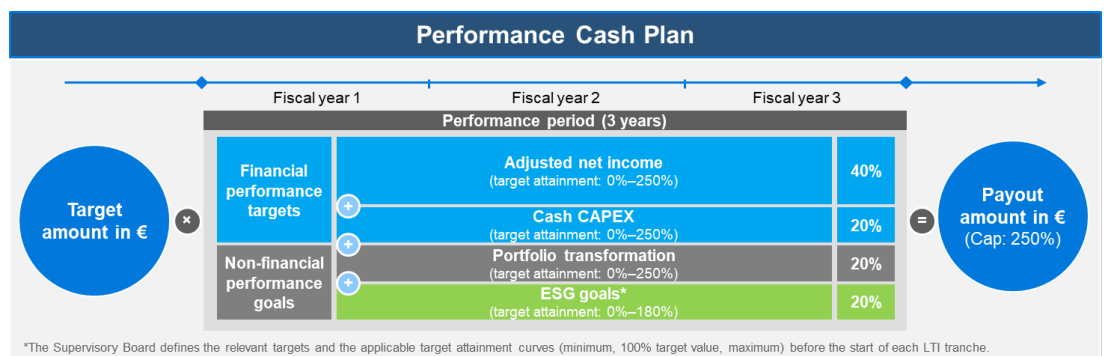 Performance Cash Plan
Fiscal year 1
Fiscal year 2
Fiscal year 3
Performance period (3 years)
Target
amount in €
×
Financial
performance
targets
Adjusted net income
(target attainment: 0%–250%)
40%
+
Cash CAPEX
(target attainment: 0%–250%)
20%
+
Non-financial
performance
goals
Portfolio transformation
(target attainment: 0%–250%)
20%
+
ESG goals*
(target attainment: 0%–180%)
20%
=
Payout
amount in €
(Cap: 250%)
*The Supervisory Board defines the relevant targets and the applicable target attainment curves (minimum, 100% target value, maximum) before the start of each LTI tranche.